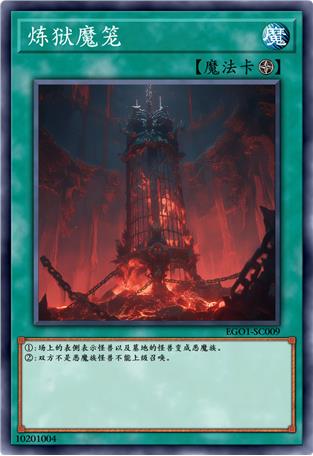 炼狱魔笼
魔
【魔法卡】
EGO1-SC009
①:场上的表侧表示怪兽以及墓地的怪兽变成恶魔族。
②:双方不是恶魔族怪兽不能上级召唤。
10201004